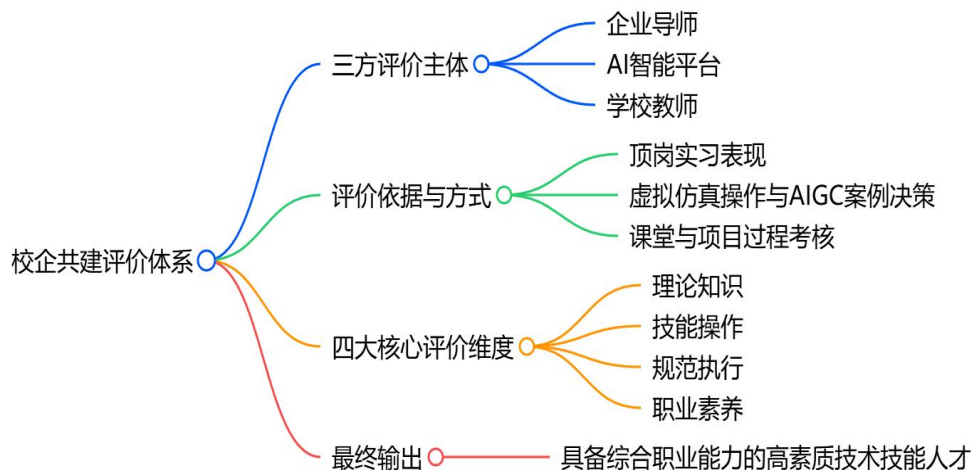 校企共建评价体系
三方评价主体
企业导师
AI智能平台
学校教师
评价依据与方式
顶岗实习表现
虚拟仿真操作与AIGC案例决策
课堂与项目过程考核
四大核心评价维度
理论知识
技能操作
规范执行
职业素养
最终输出
具备综合职业能力的高素质技术技能人才